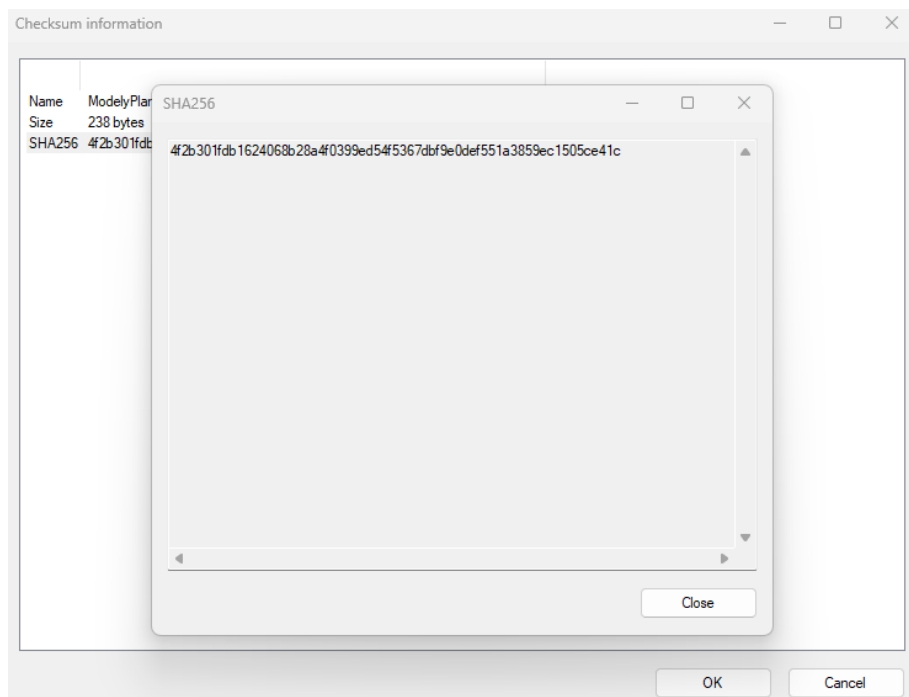 Checksum information
Name ModelyPlar
Size 238 bytes
SHA256 4f2b301fdb
SHA256
4f2b301fdb1624068b28a4f0399ed54f5367dbf9e0def551a3859ec1505ce41c
Close
OK Cancel